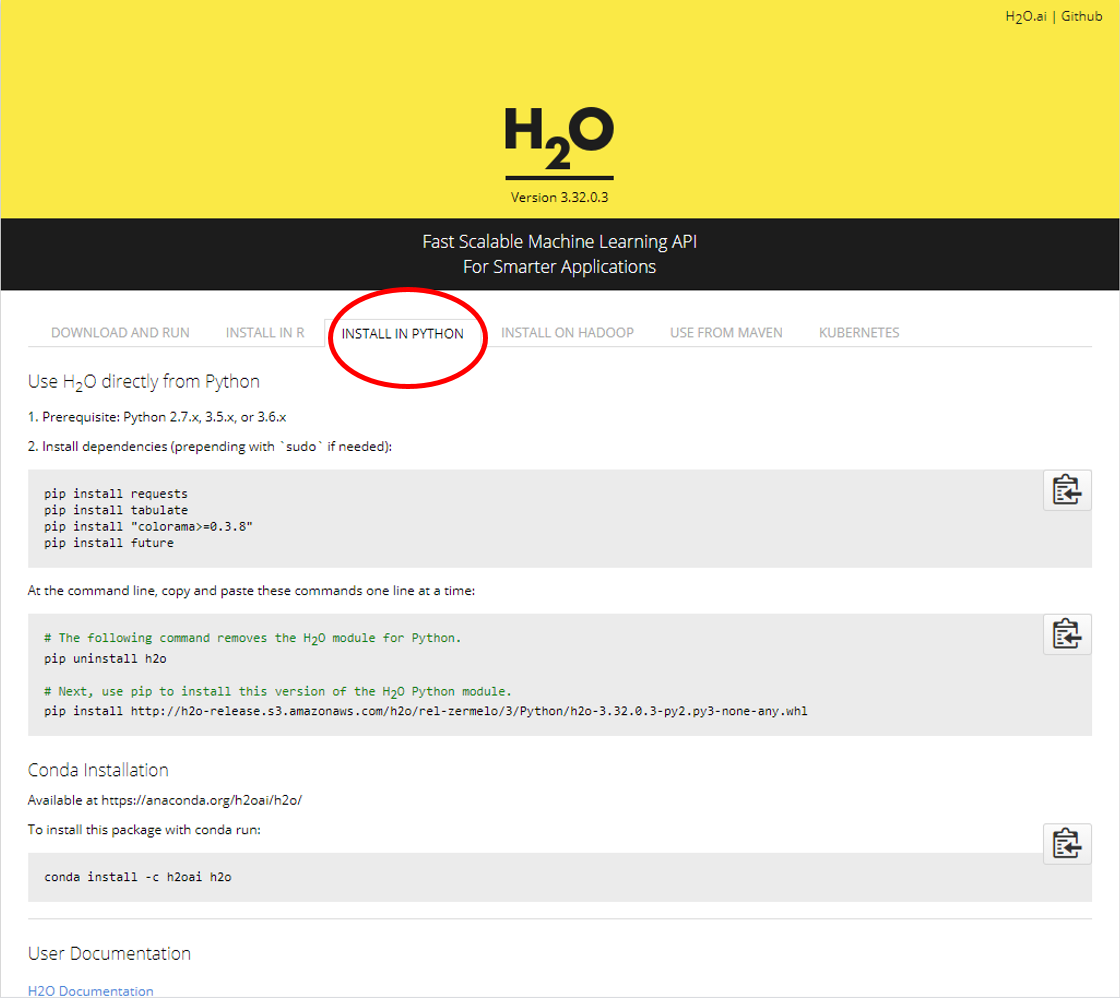 H2O.ai | Github
H2O
Version 3.32.0.3
Fast Scalable Machine Learning API
For Smarter Applications
DOWNLOAD AND RUN INSTALL IN R INSTALL IN PYTHON INSTALL ON HADOOP USE FROM MAVEN KUBERNETES
Use H2O directly from Python
1. Prerequisite: Python 2.7.x, 3.5.x, or 3.6.x
2. Install dependencies (prepending with `sudo` if needed):
pip install requests
pip install tabulate
pip install "colorama>=0.3.8"
pip install future
At the command line, copy and paste these commands one line at a time:
# The following command removes the H2O module for Python.
pip uninstall h2o
# Next, use pip to install this version of the H2O Python module.
pip install http://h2o-release.s3.amazonaws.com/h2o/rel-zermelo/3/Python/h2o-3.32.0.3-py2.py3-none-any.whl
Conda Installation
Available at https://anaconda.org/h2oai/h2o/
To install this package with conda run:
conda install -c h2oai h2o
User Documentation
H2O Documentation